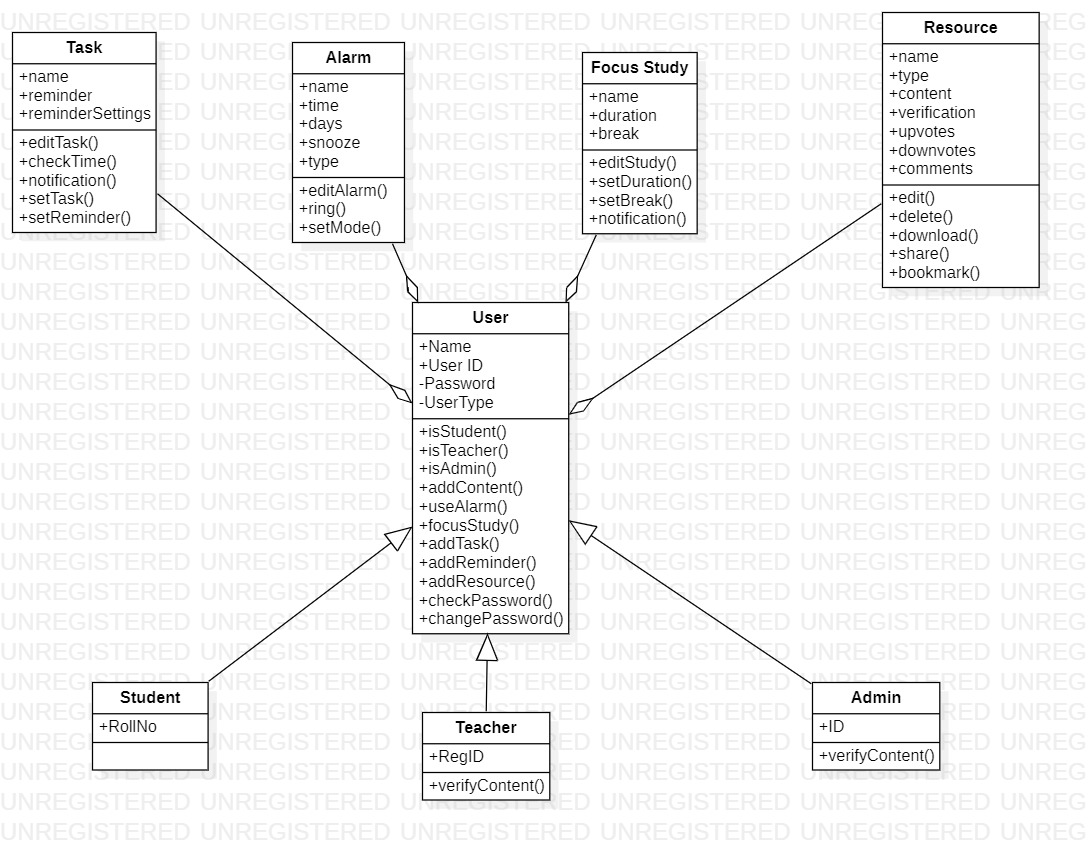 Task
+name
+reminder
+reminderSettings
+editTask()
+checkTime()
+notification()
+setTask()
+setReminder()
Alarm
+name
+time
+days
+snooze
+type
+editAlarm()
+ring()
+setMode()
Focus Study
+name
+duration
+break
+editStudy()
+setDuration()
+setBreak()
+notification()
Resource
+name
+type
+content
+verification
+upvotes
+downvotes
+comments
+edit()
+delete()
+download()
+share()
+bookmark()
User
+Name
+User ID
-Password
-UserType
+isStudent()
+isTeacher()
+isAdmin()
+addContent()
+useAlarm()
+focusStudy()
+addTask()
+addReminder()
+addResource()
+checkPassword()
+changePassword()
Student
+RollNo
Teacher
+RegID
+verifyContent()
Admin
+ID
+verifyContent()
UNREGISTERED UNREGISTERED UNREGISTERED UNREGISTERED UNREGISTERED UNREG